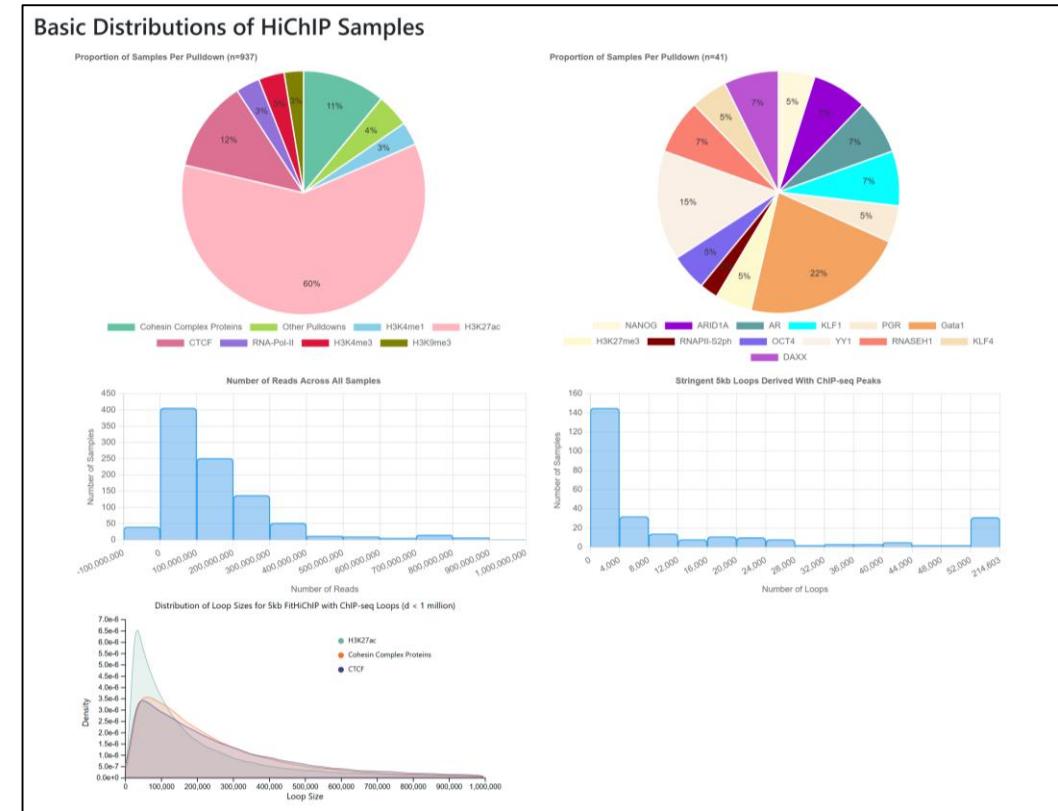 Basic Distributions of HiChIP Samples
Proportion of Samples Per Pulldown (n=937)
11%
4%
3%
60%
12%
3%
3%
2%
Cohesin Complex Proteins Other Pulldowns H3K4me1 H3K27ac
CTCF RNA-Pol-II H3K4me3 H3K9me3
Proportion of Samples Per Pulldown (n=41)
5%
7%
7%
7%
5%
22%
5%
5%
15%
7%
5%
7%
NANOG ARID1A AR KLF1 PGR Gata1
H3K27me3 RNAPII-S2ph OCT4 YY1 RNASEH1 KLF4
DAXX
Number of Reads Across All Samples
Number of Samples
450
400
350
300
250
200
150
100
50
0
-100,000,000 0 100,000,000 200,000,000 300,000,000 400,000,000 500,000,000 600,000,000 700,000,000 800,000,000 900,000,000 1,000,000,000
Number of Reads
Stringent 5kb Loops Derived With ChIP-seq Peaks
Number of Samples
160
140
120
100
80
60
40
20
0
0 4,000 8,000 12,000 16,000 20,000 24,000 28,000 32,000 36,000 40,000 44,000 48,000 52,000 214,603
Number of Loops
Distribution of Loop Sizes for 5kb FitHiChIP with ChIP-seq Loops (d < 1 million)
Density
7.0e-6
6.5e-6
6.0e-6
5.5e-6
5.0e-6
4.5e-6
4.0e-6
3.5e-6
3.0e-6
2.5e-6
2.0e-6
1.5e-6
1.0e-6
5.0e-7
0.0e+0
H3K27ac
Cohesin Complex Proteins
CTCF
0 100,000 200,000 300,000 400,000 500,000 600,000 700,000 800,000 900,000 1,000,000
Loop Size